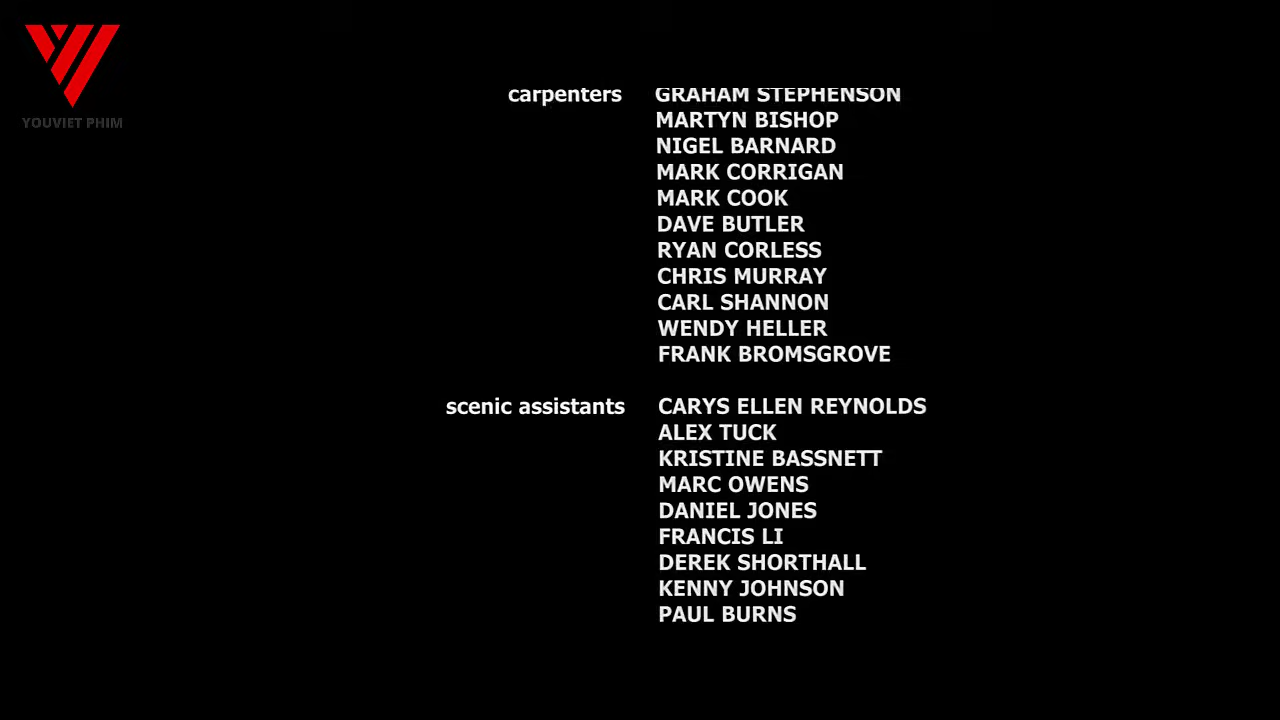 YOUVIET PHIM
carpenters GRAHAM STEPHENSON
MARTYN BISHOP
NIGEL BARNARD
MARK CORRIGAN
MARK COOK
DAVE BUTLER
RYAN CORLESS
CHRIS MURRAY
CARL SHANNON
WENDY HELLER
FRANK BROMSGROVE
scenic assistants CARYS ELLEN REYNOLDS
ALEX TUCK
KRISTINE BASSNETT
MARC OWENS
DANIEL JONES
FRANCIS LI
DEREK SHORTHALL
KENNY JOHNSON
PAUL BURNS